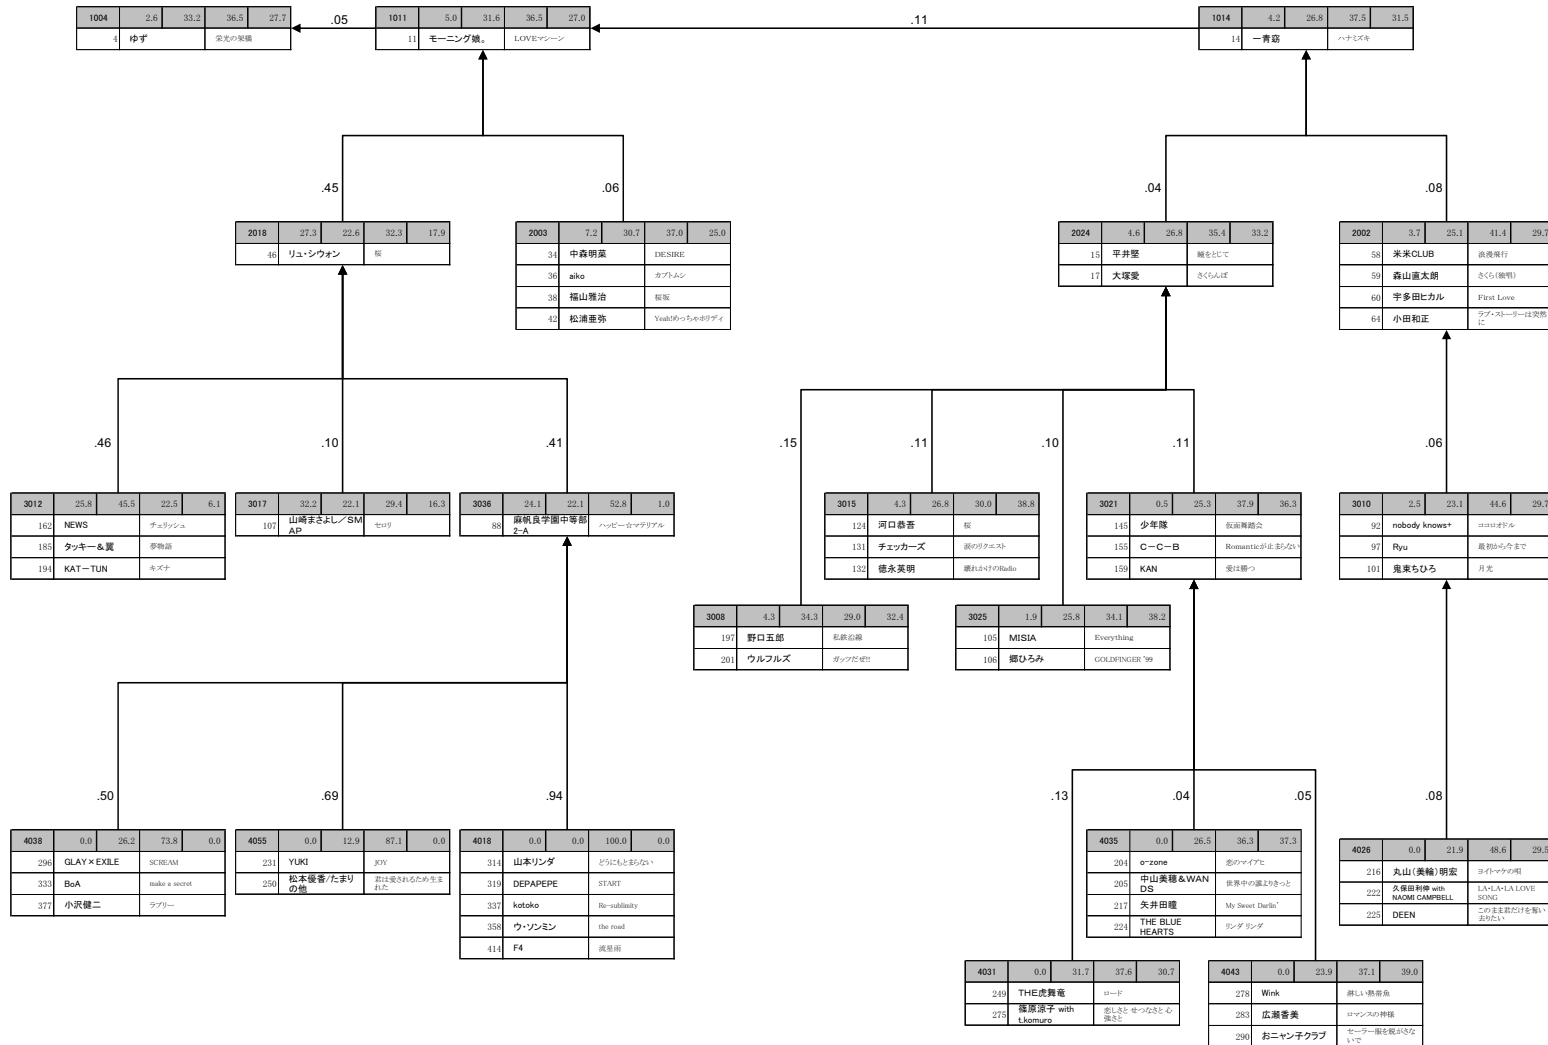 1004 2.6 33.2 36.5 27.7
4 ゆず 栄光の架橋
.05
1011 5.0 31.6 36.5 27.0
11 モーニング娘。 LOVEマシーン
.11
1014 4.2 26.8 37.5 31.5
14 一青窈 ハナミズキ
.45
.06
.04
.08
2018 27.3 22.6 32.3 17.9
46 リュ・シウォン 桜
2003 7.2 30.7 37.0 25.0
34 中森明菜 DESIRE
36 aiko カブトムシ
38 福山雅治 桜坂
42 松浦亜弥 Yeah!めっちゃホリディ
2024 4.6 26.8 35.4 33.2
15 平井堅 瞳をとじて
17 大塚愛 さくらんぼ
2002 3.7 25.1 41.4 29.7
58 米米CLUB 浪漫飛行
59 森山直太朗 さくら(独唱)
60 宇多田ヒカル First Love
64 小田和正 ラブ・ストーリーは突然
に
.46
.10
.41
.15
.11
.10
.11
.06
3012 25.8 45.5 22.5 6.1
162 NEWS チェリッシュ
185 タッキー&翼 夢物語
194 KAT-TUN キズナ
3017 32.2 22.1 29.4 16.3
107 山崎まさよし/SM
AP セロリ
3036 24.1 22.1 52.8 1.0
88 麻帆良学園中等部
2-A ハッピー☆マテリアル
3015 4.3 26.8 30.0 38.8
124 河口恭吾 桜
131 チェッカーズ 涙のリクエスト
132 徳永英明 壊れかけのRadio
3021 0.5 25.3 37.9 36.3
145 少年隊 仮面舞踏会
155 C-C-B Romanticが止まらない
159 KAN 愛は勝つ
3010 2.5 23.1 44.6 29.7
92 nobody knows+ ココロオドル
97 Ryu 最初から今まで
101 鬼束ちひろ 月光
3008 4.3 34.3 29.0 32.4
197 野口五郎 私鉄沿線
201 ウルフルズ ガッツだぜ!!
3025 1.9 25.8 34.1 38.2
105 MISIA Everything
106 郷ひろみ GOLDFINGER '99
.50
.69
.94
.13
.04
.05
.08
4038 0.0 26.2 73.8 0.0
296 GLAY×EXILE SCREAM
333 BoA make a secret
377 小沢健二 ラブリー
4055 0.0 12.9 87.1 0.0
231 YUKI JOY
250 松本優香/たまり
の他 君は愛されるため生ま
れた
4018 0.0 0.0 100.0 0.0
314 山本リンダ どうにもとまらない
319 DEPAPEPE START
337 kotoko Re-sublimity
358 ウ・ソンミン the road
414 F4 流星雨
4035 0.0 26.5 36.3 37.3
204 o-zone 恋のマイアヒ
205 中山美穂&WAN
DS 世界中の誰よりきっと
217 矢井田瞳 My Sweet Darlin'
224 THE BLUE
HEARTS リンダ リンダ
4026 0.0 21.9 48.6 29.5
216 丸山(美輪)明宏 ヨイトマケの唄
222 久保田利伸 with
NAOMI CAMPBELL LA・LA・LA LOVE
SONG
225 DEEN このまま君だけを奪い
去りたい
4031 0.0 31.7 37.6 30.7
249 THE虎舞竜 ロード
275 篠原涼子 with
t.komuro 恋しさと せつなさと 心
強さと
4043 0.0 23.9 37.1 39.0
278 Wink 淋しい熱帯魚
283 広瀬香美 ロマンスの神様
290 おニャン子クラブ セーラー服を脱がさな
いで